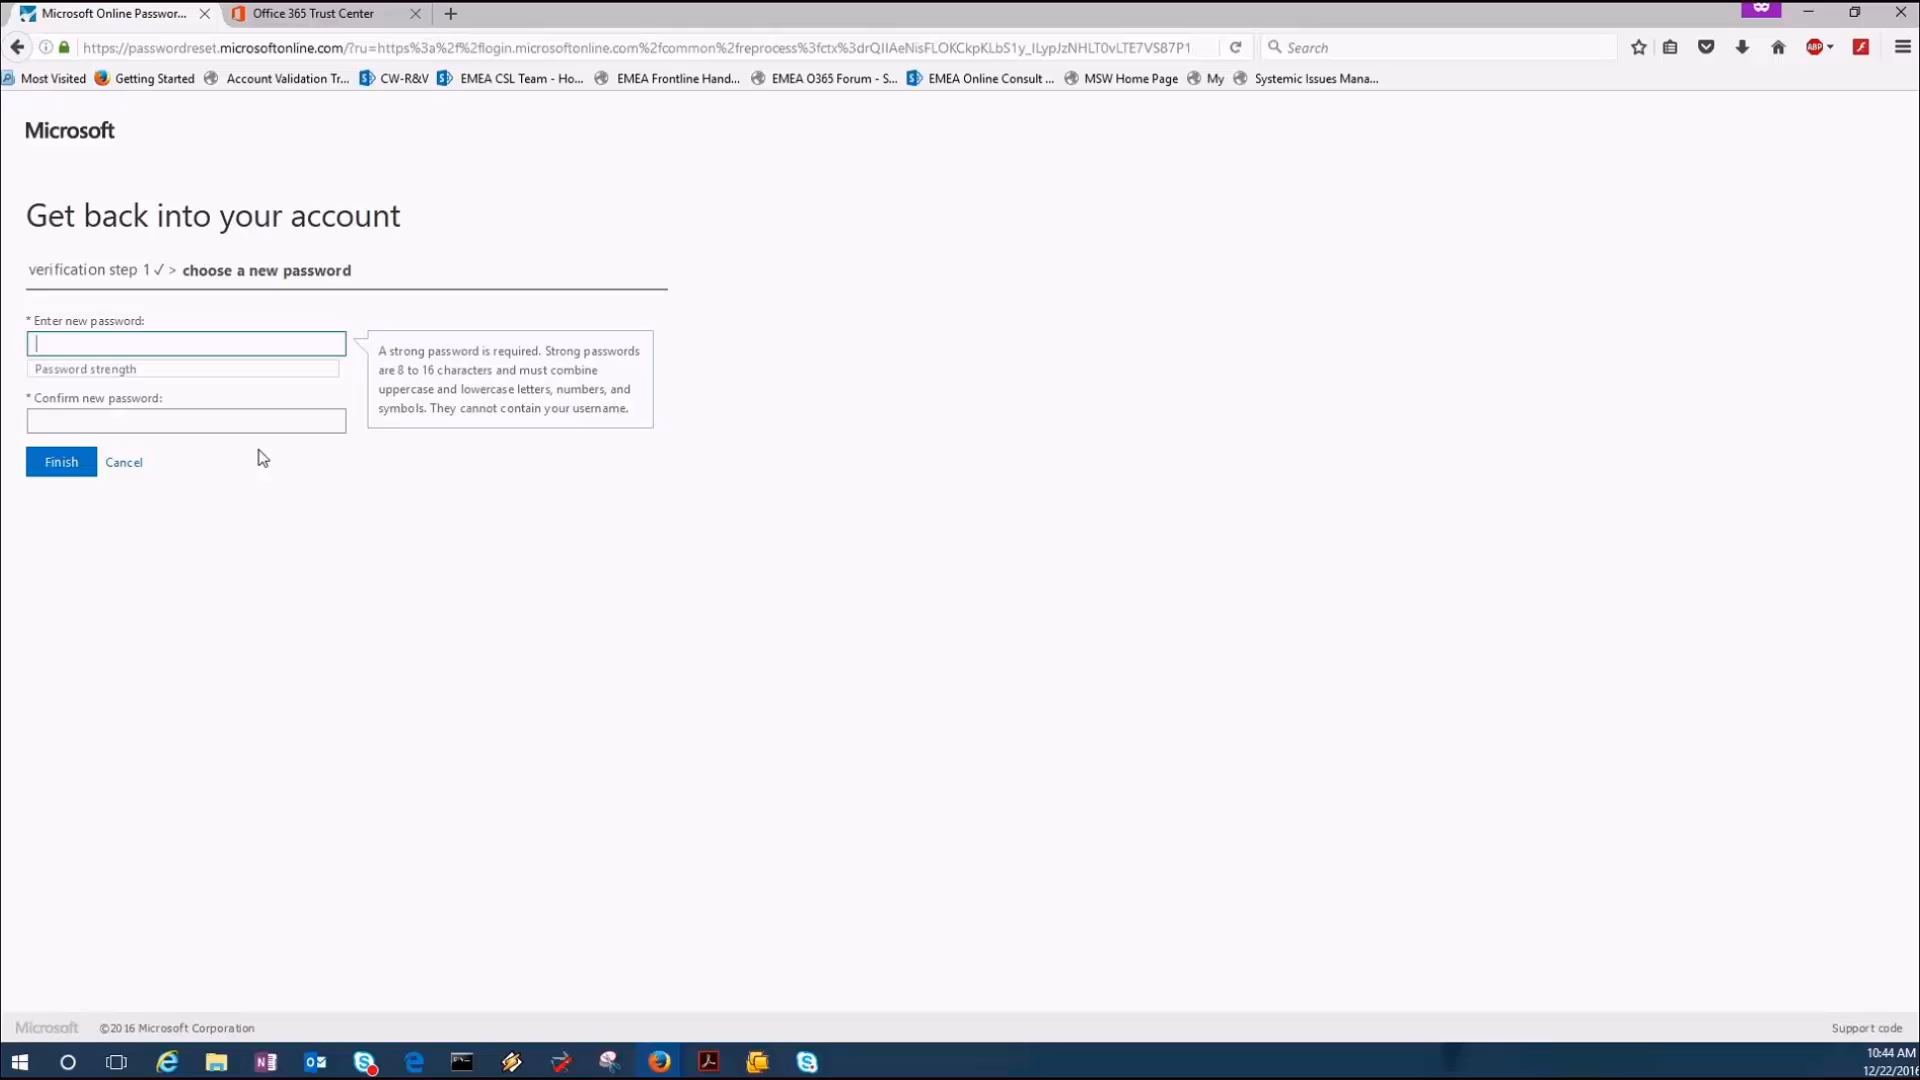 Microsoft Online Passwor...
Office 365 Trust Center
https://passwordreset.microsoftonline.com/?ru=https%3a%2f%2flogin.microsoftonline.com%2fcommon%2freprocess%3fctx%3drQIIAeNisFLOKCkpKLbS1y_ILypJzNHLT0vLTE7VS87P1
Search
ABP
Most Visited
Getting Started
Account Validation Tr...
CW-R&V
EMEA CSL Team - Ho...
EMEA Frontline Hand...
EMEA O365 Forum - S...
EMEA Online Consult ...
MSW Home Page
My
Systemic Issues Mana...
Microsoft
Get back into your account
verification step 1 ✓ > choose a new password
* Enter new password:
Password strength
A strong password is required. Strong passwords
are 8 to 16 characters and must combine
uppercase and lowercase letters, numbers, and
symbols. They cannot contain your username.
* Confirm new password:
Finish
Cancel
Microsoft
©2016 Microsoft Corporation
Support code
10:44 AM
12/22/2016